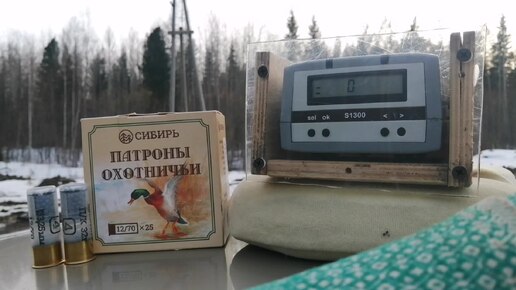 СИБИРЬ
ПАТРОНЫ
ОХОТНИЧЬИ
12/70 ×25
0
sel ok S1300 < >